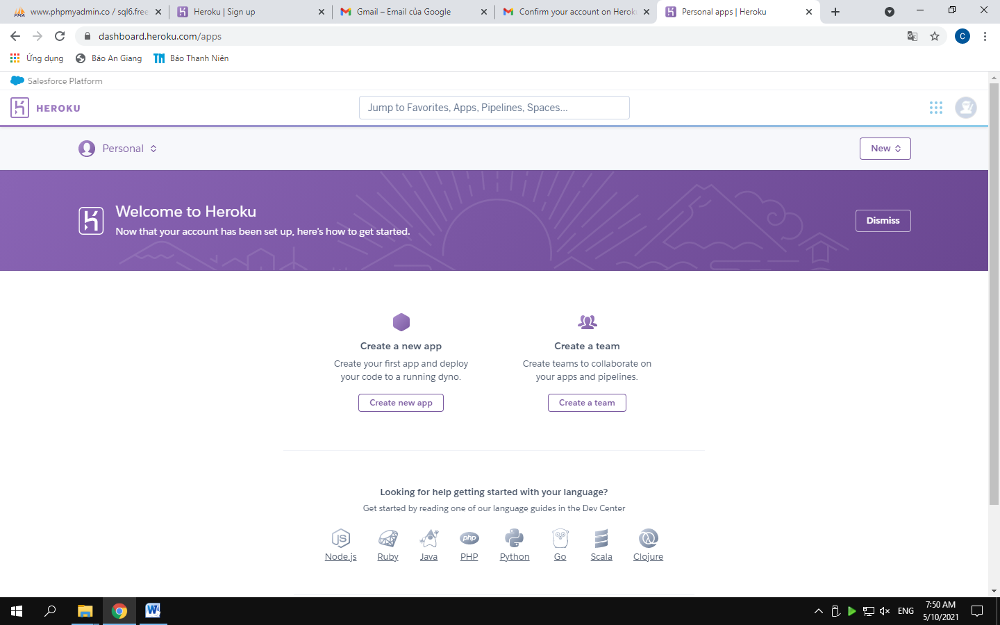 www.phpmyadmin.co / sql6.free
Heroku | Sign up
Gmail – Email của Google
Confirm your account on Heroku
Personal apps | Heroku
dashboard.heroku.com/apps
C
Ứng dụng
Báo An Giang
TN Báo Thanh Niên
Salesforce Platform
HEROKU
Jump to Favorites, Apps, Pipelines, Spaces...
Personal
New
Welcome to Heroku
Now that your account has been set up, here's how to get started.
Dismiss
Create a new app
Create your first app and deploy
your code to a running dyno.
Create new app
Create a team
Create teams to collaborate on
your apps and pipelines.
Create a team
Looking for help getting started with your language?
Get started by reading one of our language guides in the Dev Center
Node.js
Ruby
Java
php
PHP
Python
Go
Scala
Clojure
ENG
7:50 AM
5/10/2021